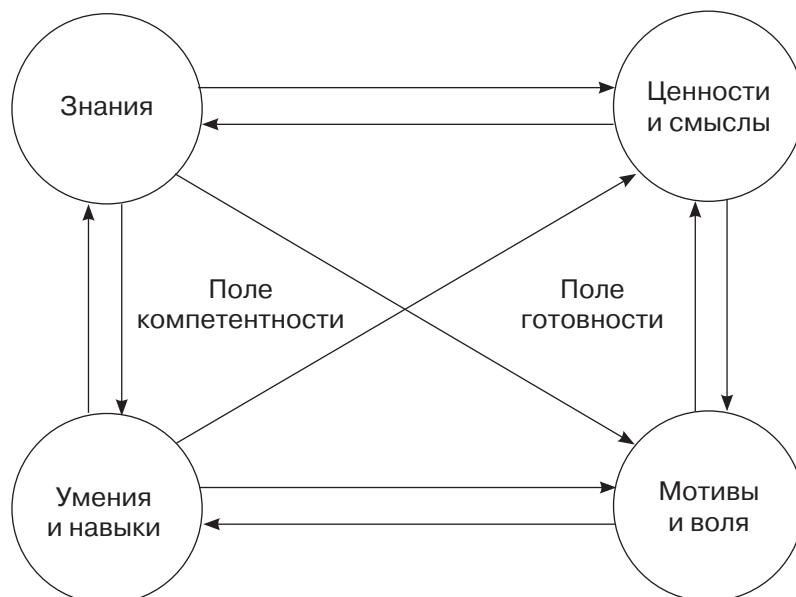 Знания
Ценности
и смыслы
Поле
компетентности
Поле
готовности
Умения
и навыки
Мотивы
и воля